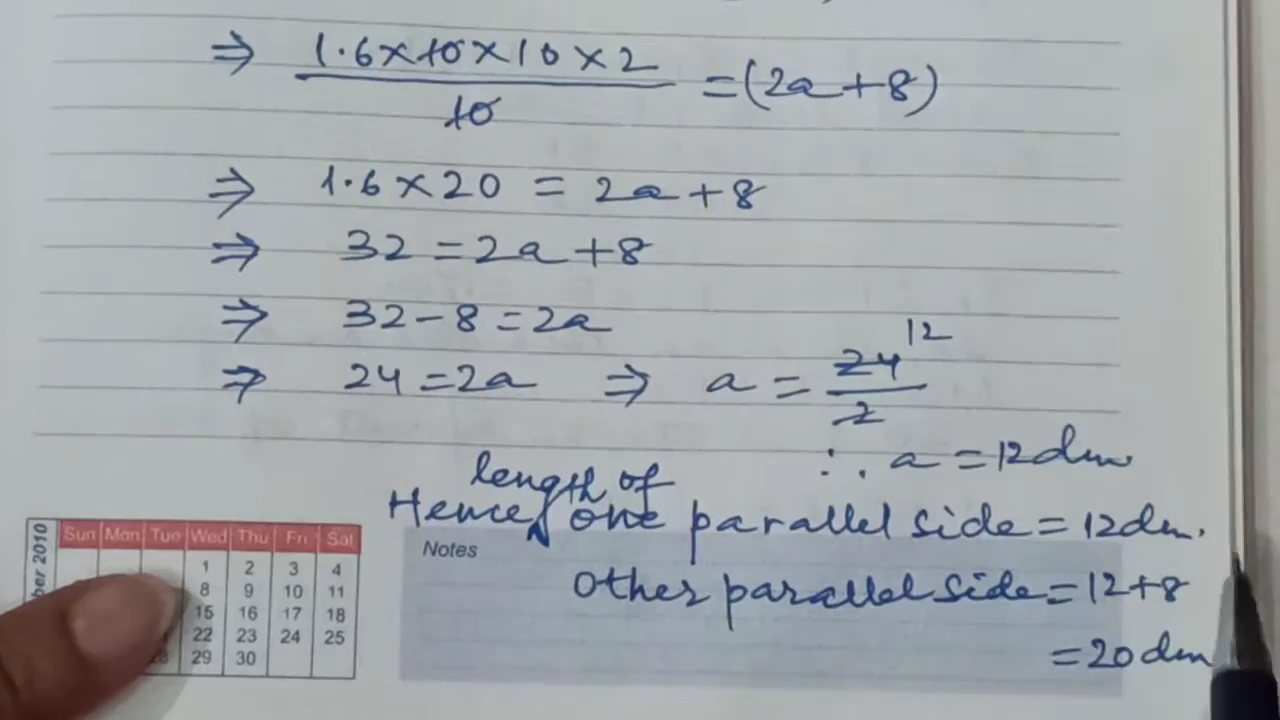 ⇒ 1.6×10×10×2 / 10 = (2a+8)
⇒ 1.6×20 = 2a+8
⇒ 32 = 2a+8
⇒ 32-8 = 2a
⇒ 24 = 2a ⇒ a = 24/2 12
∴ a = 12dm
length of
Hence, one parallel side = 12dm.
Other parallel side = 12+8
= 20dm
Notes
ber 2010
Sun Mon Tue Wed Thu Fri Sat
1 2 3 4
8 9 10 11
15 16 17 18
22 23 24 25
28 29 30